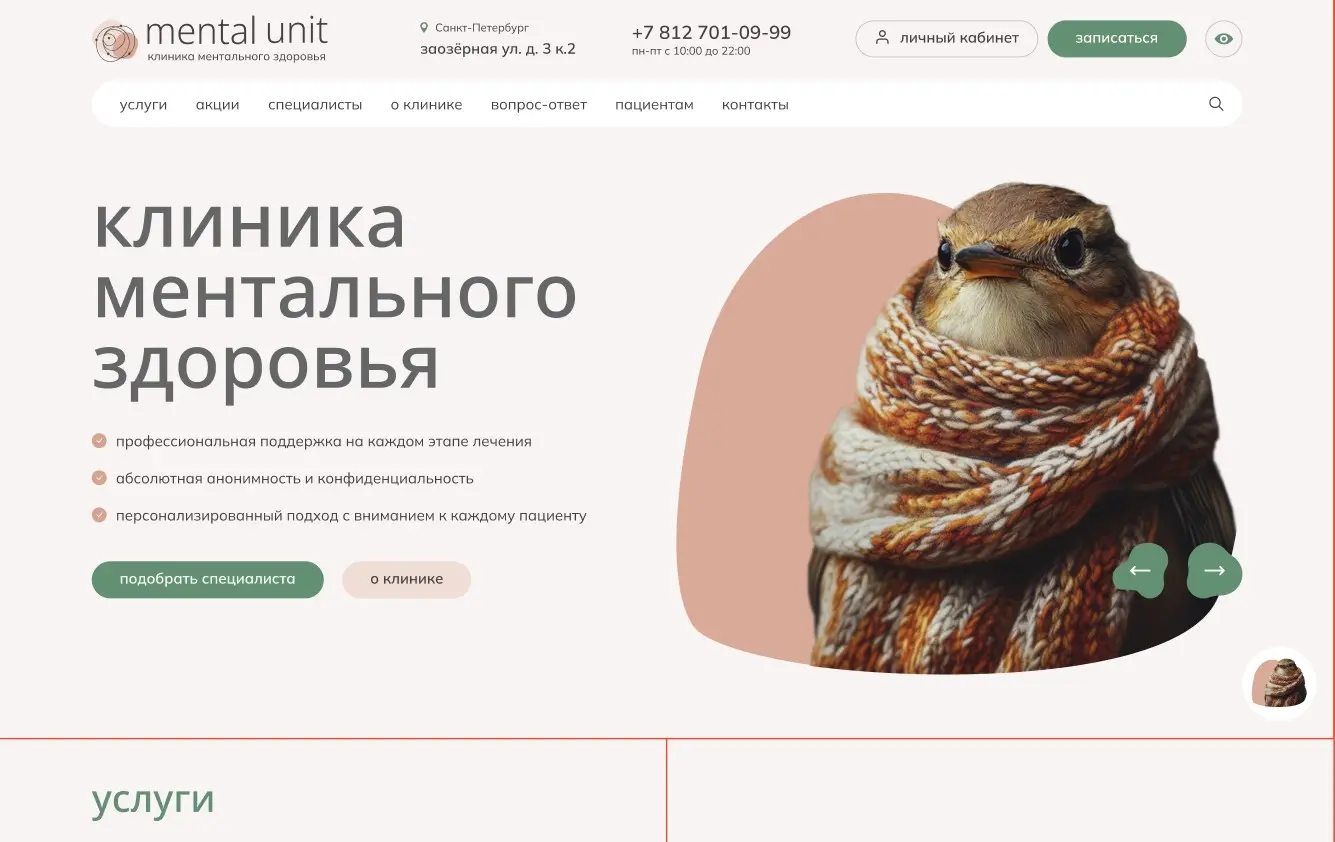 mental unit
клиника ментального здоровья
Санкт-Петербург
заозёрная ул. д. 3 к.2
+7 812 701-09-99
пн-пт с 10:00 до 22:00
личный кабинет
записаться
услуги
акции
специалисты
о клинике
вопрос-ответ
пациентам
контакты
клиника
ментального
здоровья
профессиональная поддержка на каждом этапе лечения
абсолютная анонимность и конфиденциальность
персонализированный подход с вниманием к каждому пациенту
подобрать специалиста
о клинике
услуги